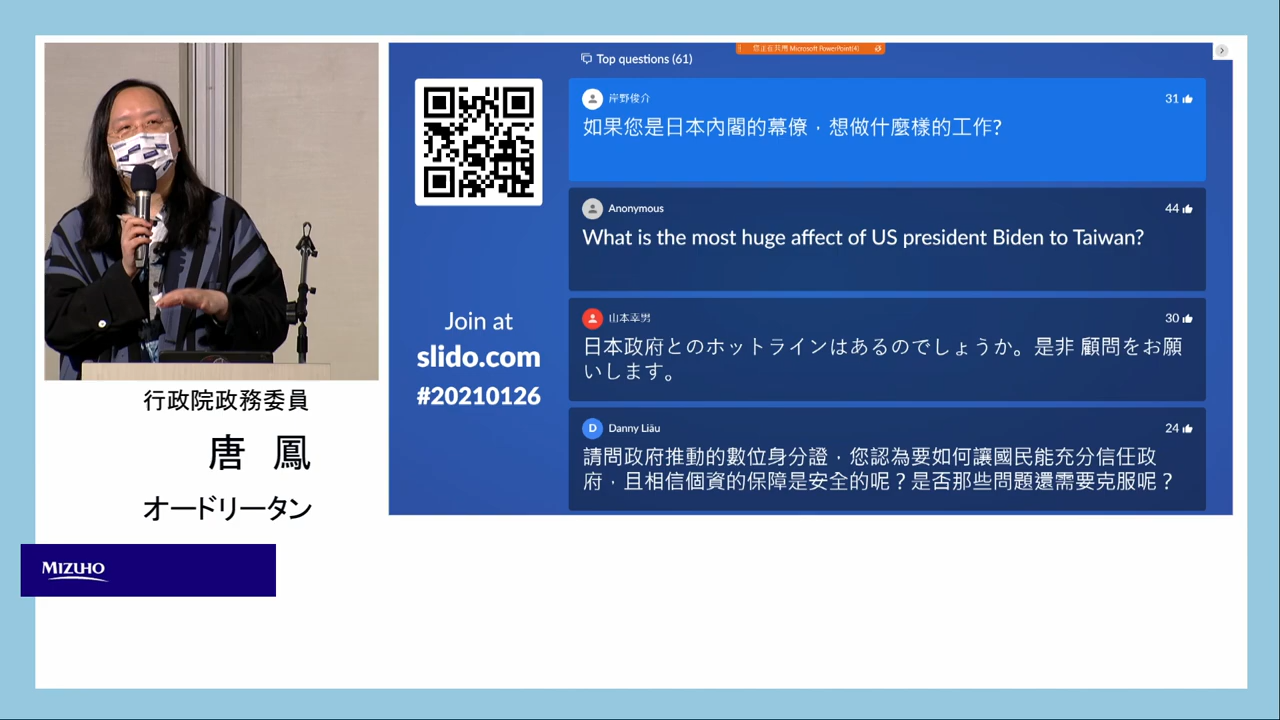 您正在共用 Microsoft PowerPoint(4)
Top questions (61)
岸野俊介
31
如果您是日本內閣的幕僚，想做什麼樣的工作?
Anonymous
44
What is the most huge affect of US president Biden to Taiwan?
山本幸男
30
日本政府とのホットラインはあるのでしょうか。是非 顧問をお願
いします。
D
Danny Liāu
24
請問政府推動的數位身分證，您認為要如何讓國民能充分信任政
府，且相信個資的保障是安全的呢？是否那些問題還需要克服呢？
Join at
slido.com
#20210126
行政院政務委員
唐 鳳
オードリータン
MIZUHO